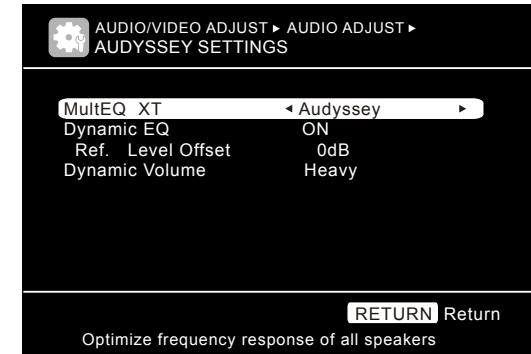 AUDIO/VIDEO ADJUST ▸ AUDIO ADJUST ▸
AUDYSSEY SETTINGS
MultEQ XT ◂ Audyssey ▸
Dynamic EQ ON
Ref. Level Offset 0dB
Dynamic Volume Heavy
RETURN Return
Optimize frequency response of all speakers